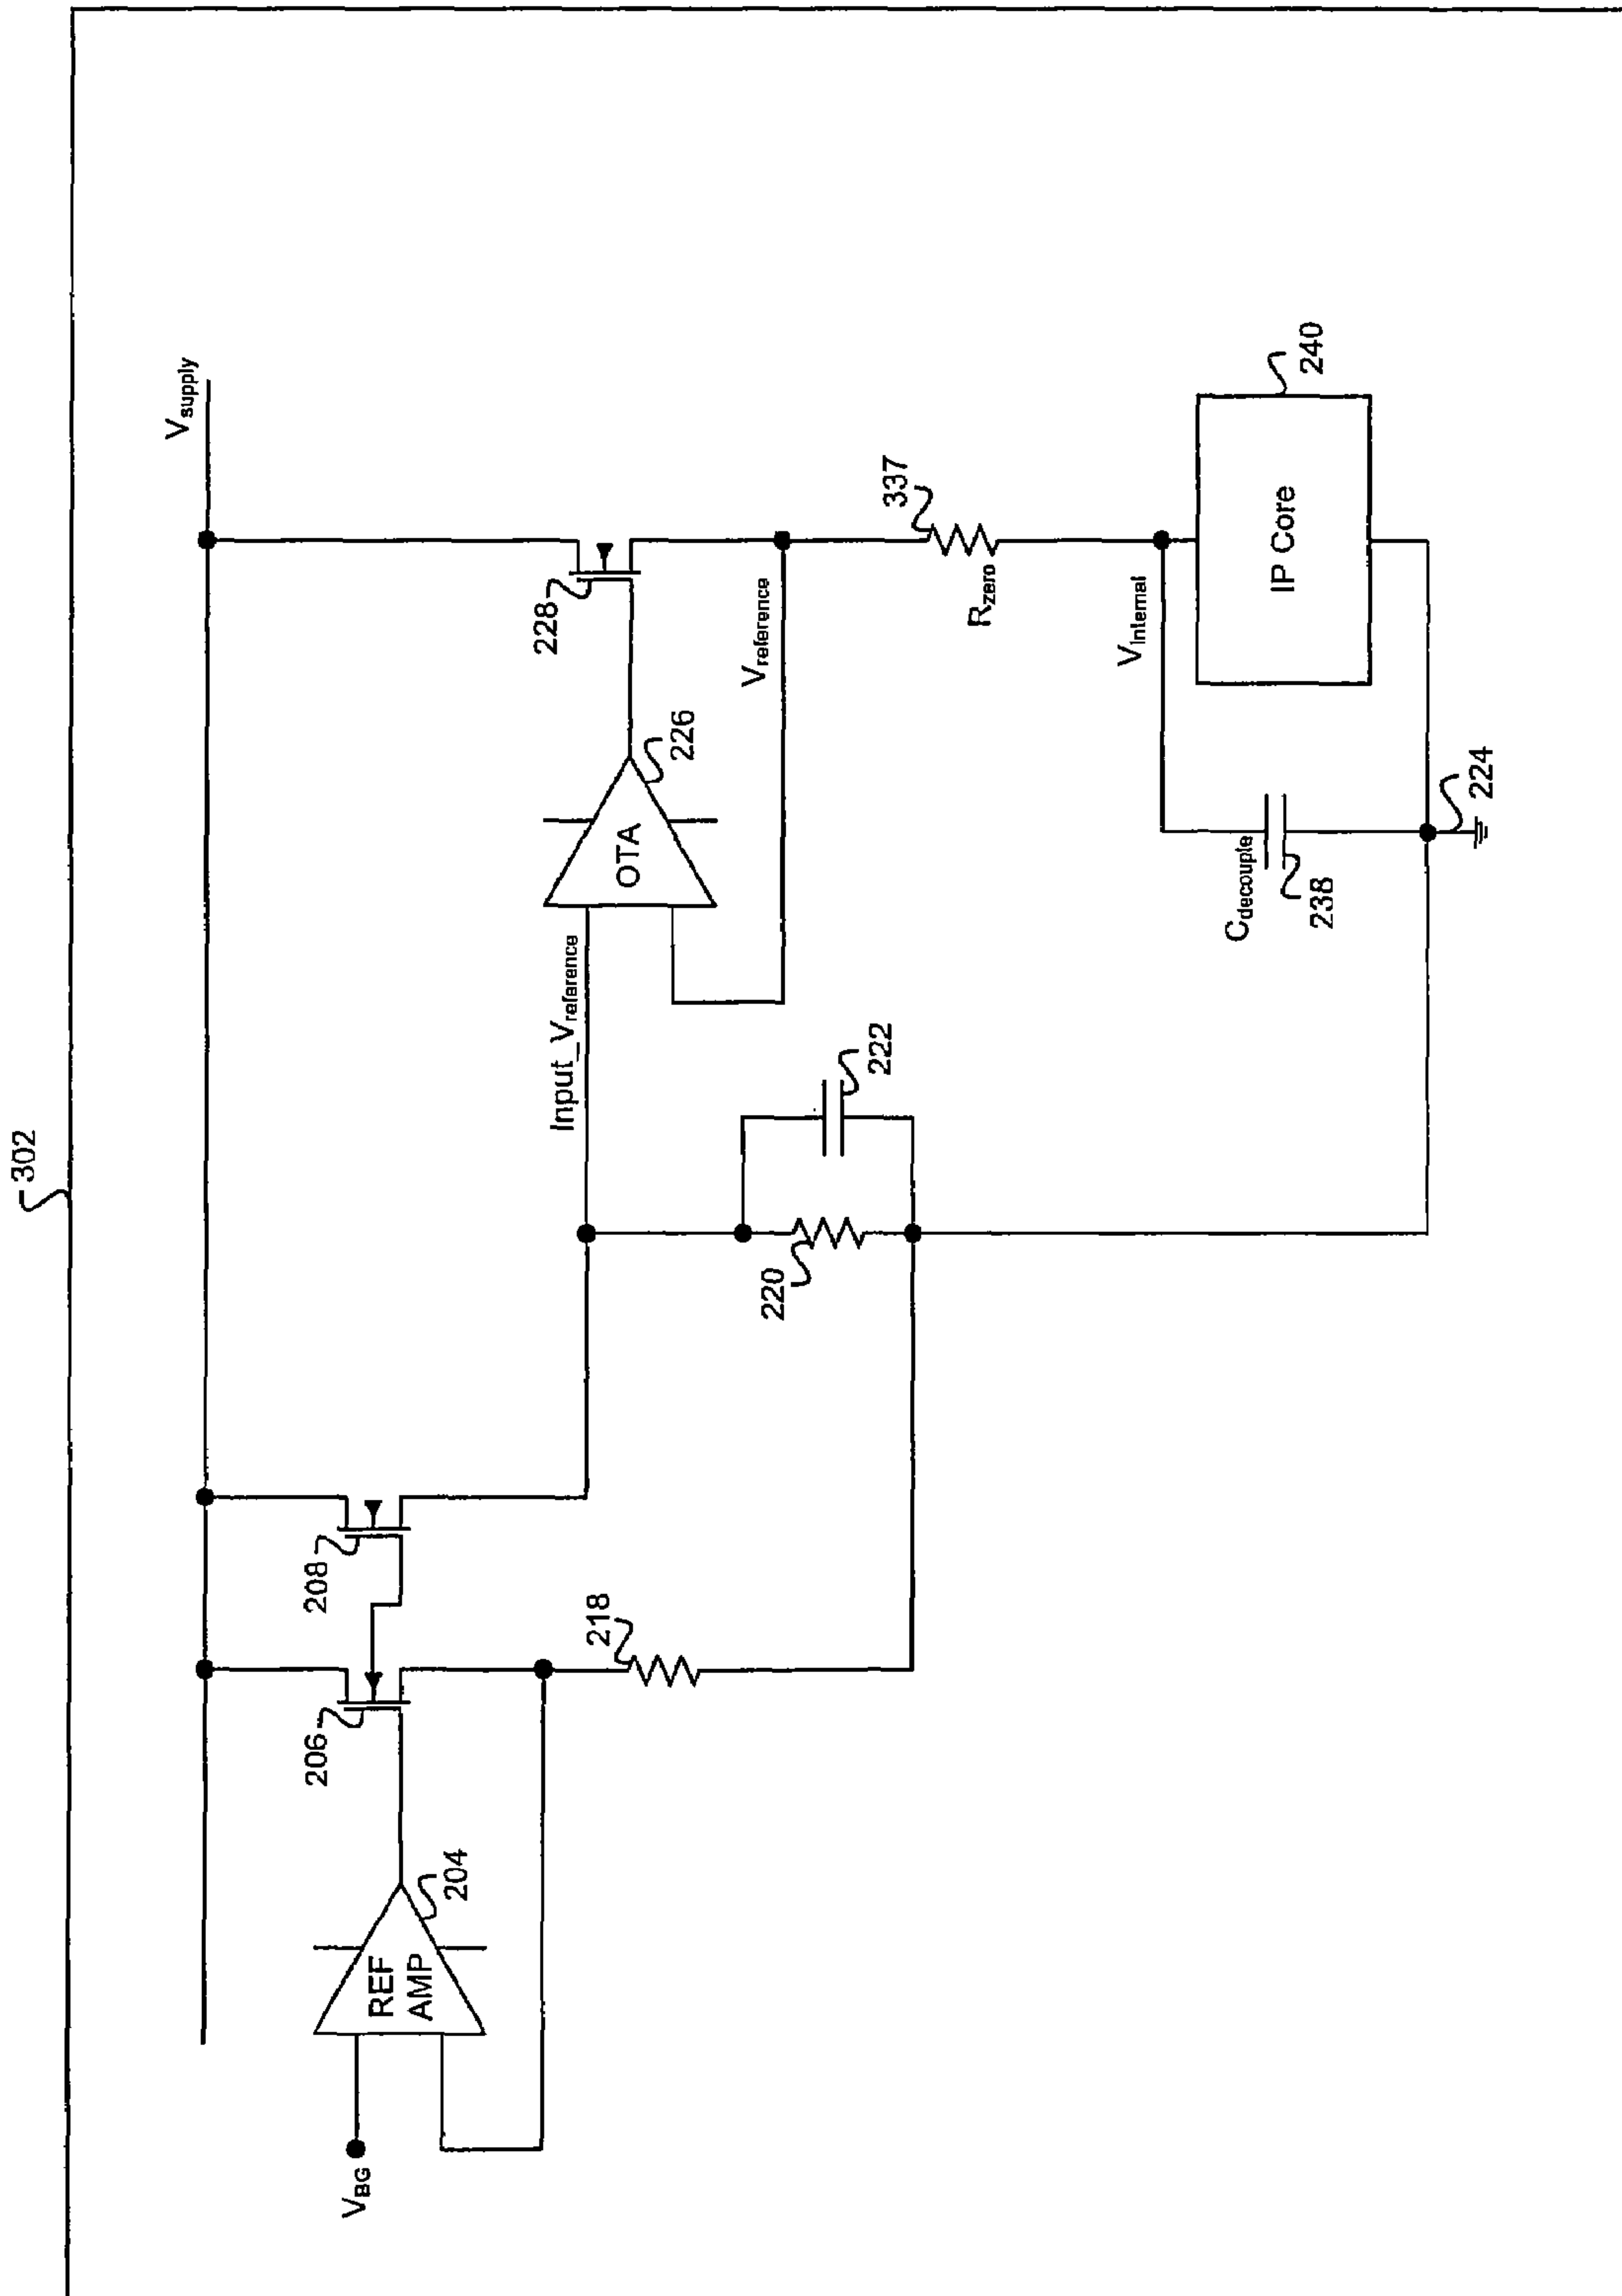 302
Vsupply
206
208
228
VBG
REF
AMP
204
218
Input_Vreference
OTA
226
Vreference
220
222
337
Rzero
Vinternal
Cdecouple
238
IP Core
240
224